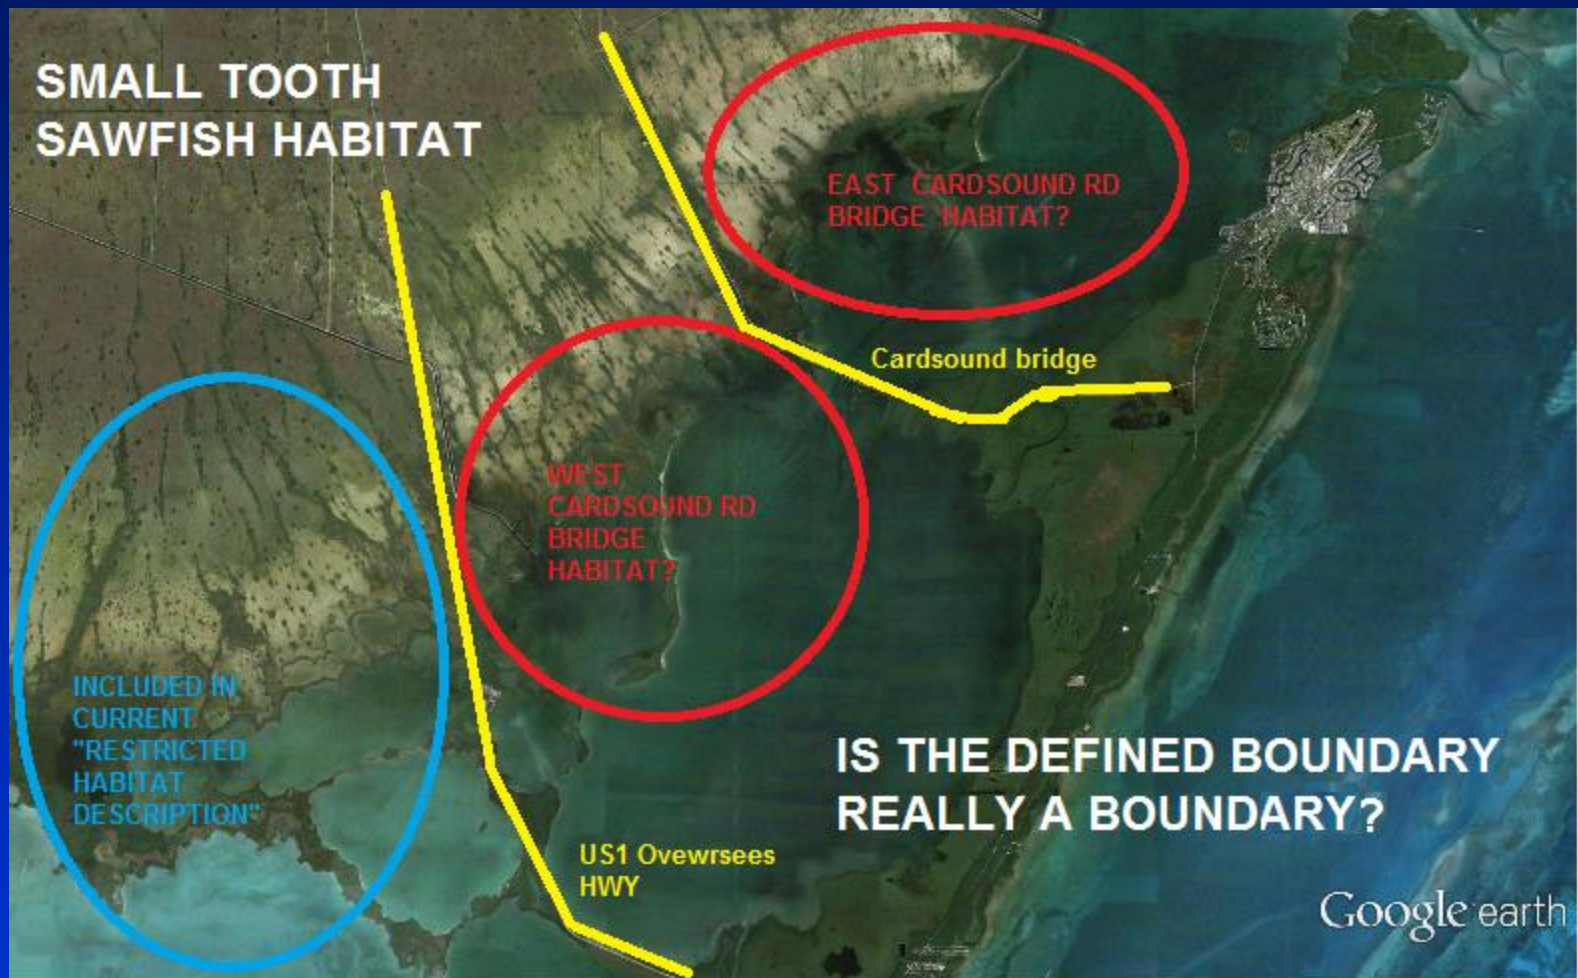 SMALL TOOTH
SAWFISH HABITAT
EAST CARDSOUND RD
BRIDGE HABITAT?
Cardsound bridge
WEST
CARDSOUND RD
BRIDGE
HABITAT?
INCLUDED IN
CURRENT
"RESTRICTED
HABITAT
DESCRIPTION"
IS THE DEFINED BOUNDARY
REALLY A BOUNDARY?
US1 Ovewrsees
HWY
Google earth